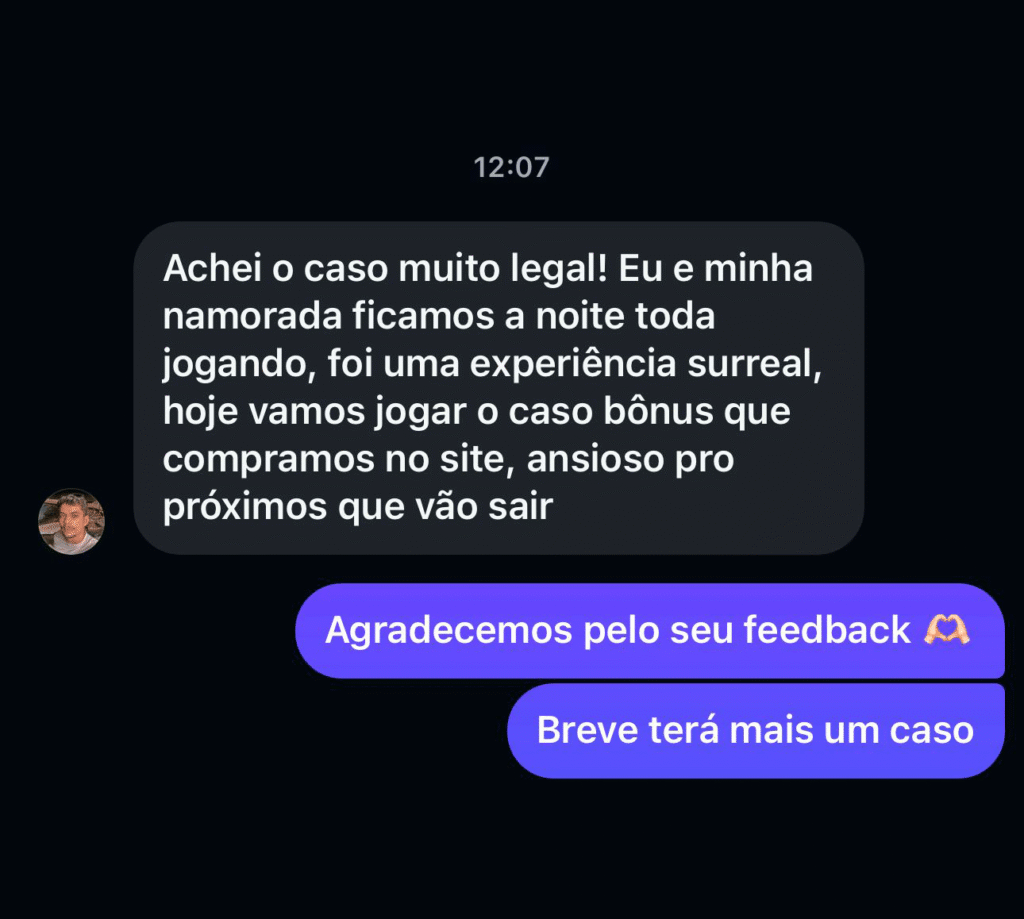 12:07
Achei o caso muito legal! Eu e minha
namorada ficamos a noite toda
jogando, foi uma experiência surreal,
hoje vamos jogar o caso bônus que
compramos no site, ansioso pro
próximos que vão sair
Agradecemos pelo seu feedback 🫶🏻
Breve terá mais um caso